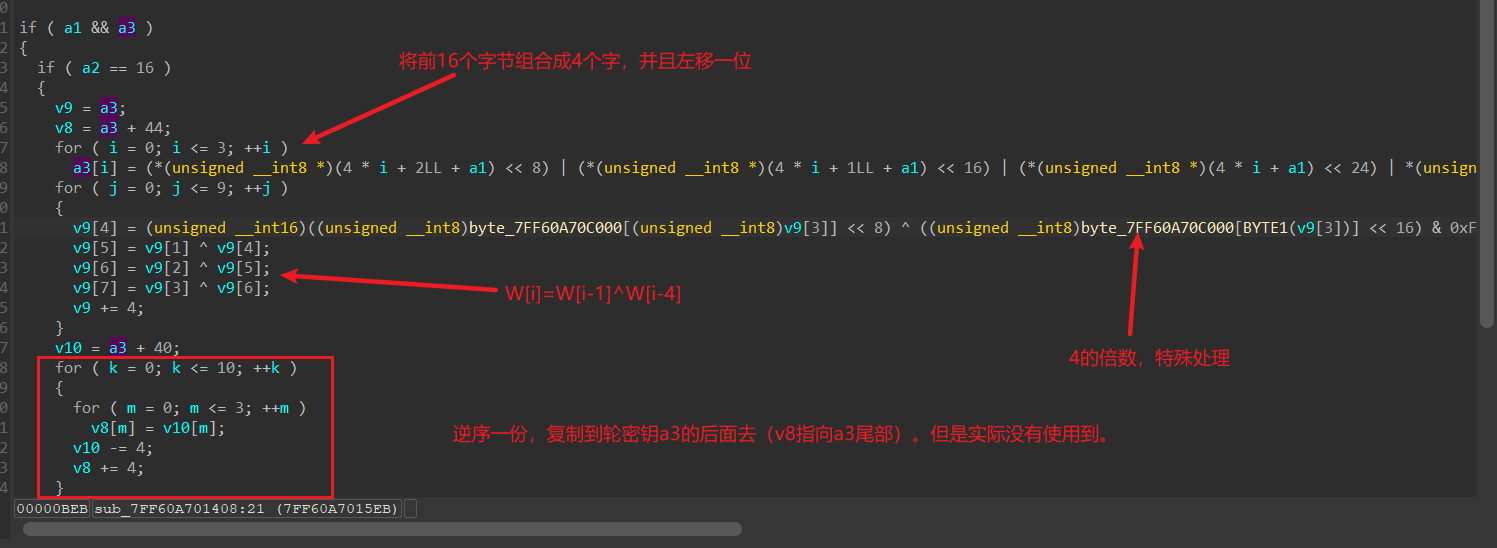 0
1 if ( a1 && a3 )
2 {
3 if ( a2 == 16 )
将前16个字节组合成4个字，并且左移一位
4 {
5 v9 = a3;
6 v8 = a3 + 44;
7 for ( i = 0; i <= 3; ++i )
8 a3[i] = (*(unsigned __int8 *)(4 * i + 2LL + a1) << 8) | (*(unsigned __int8 *)(4 * i + 1LL + a1) << 16) | (*(unsigned __int8 *)(4 * i + a1) << 24) | *(unsign
9 for ( j = 0; j <= 9; ++j )
0 {
1 v9[4] = (unsigned __int16)((unsigned __int8)byte_7FF60A70C000[(unsigned __int8)v9[3]] << 8) ^ ((unsigned __int8)byte_7FF60A70C000[BYTE1(v9[3])] << 16) & 0xF
2 v9[5] = v9[1] ^ v9[4];
3 v9[6] = v9[2] ^ v9[5];
4 v9[7] = v9[3] ^ v9[6];
W[i]=W[i-1]^W[i-4]
5 v9 += 4;
6 }
7 v10 = a3 + 40;
4的倍数，特殊处理
8 for ( k = 0; k <= 10; ++k )
9 {
0 for ( m = 0; m <= 3; ++m )
1 v8[m] = v10[m];
逆序一份，复制到轮密钥a3的后面去（v8指向a3尾部）。但是实际没有使用到。
2 v10 -= 4;
3 v8 += 4;
4 }
00000BEB sub_7FF60A701408:21 (7FF60A7015EB)